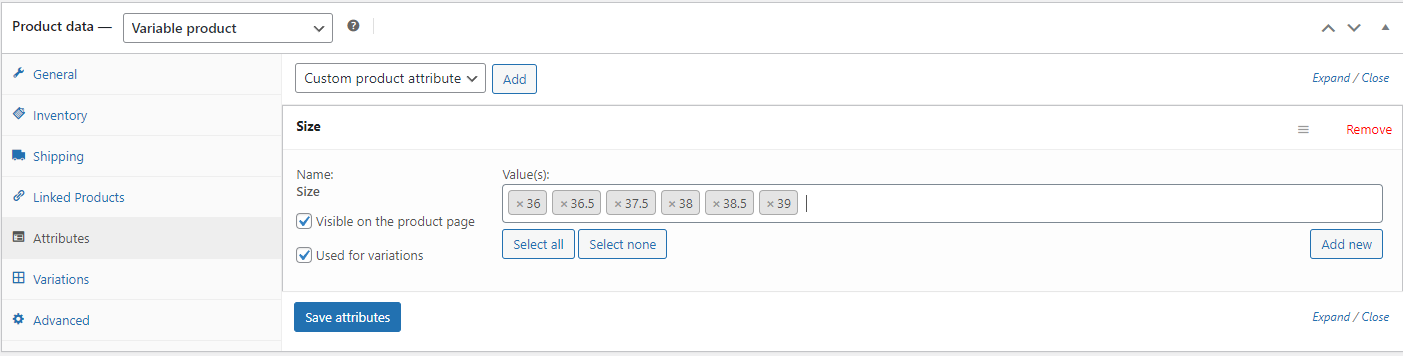 Product data — Variable product
General
Inventory
Shipping
Linked Products
Attributes
Variations
Advanced
Custom product attribute Add Expand / Close
Size Remove
Name:
Size
Visible on the product page
Used for variations
Value(s):
× 36 × 36.5 × 37.5 × 38 × 38.5 × 39
Select all Select none Add new
Save attributes Expand / Close